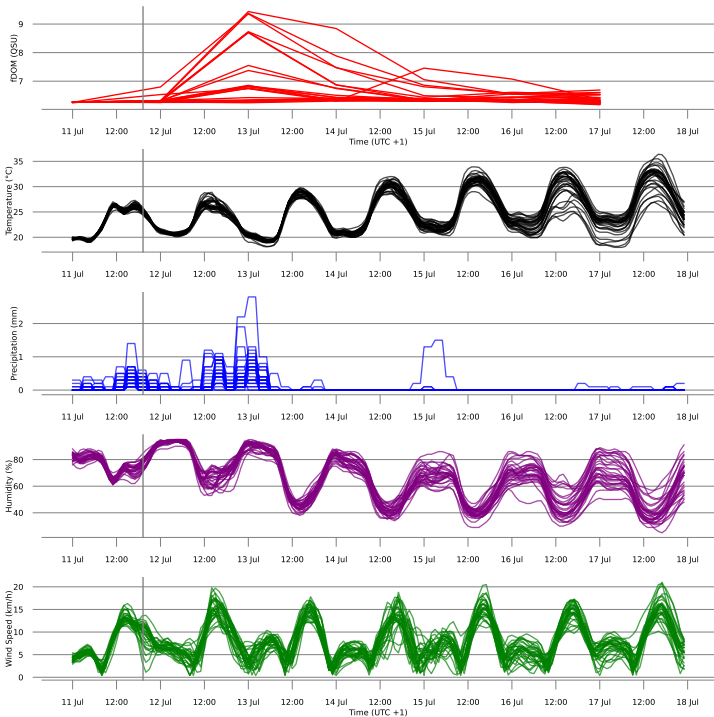 fDOM (QSU)
9
8
7
11 Jul 12:00 12 Jul 12:00 13 Jul 12:00 14 Jul 12:00 15 Jul 12:00 16 Jul 12:00 17 Jul 12:00 18 Jul
Time (UTC +1)
Temperature (°C)
35
30
25
20
11 Jul 12:00 12 Jul 12:00 13 Jul 12:00 14 Jul 12:00 15 Jul 12:00 16 Jul 12:00 17 Jul 12:00 18 Jul
Precipitation (mm)
2
1
0
11 Jul 12:00 12 Jul 12:00 13 Jul 12:00 14 Jul 12:00 15 Jul 12:00 16 Jul 12:00 17 Jul 12:00 18 Jul
Humidity (%)
80
60
40
11 Jul 12:00 12 Jul 12:00 13 Jul 12:00 14 Jul 12:00 15 Jul 12:00 16 Jul 12:00 17 Jul 12:00 18 Jul
Wind Speed (km/h)
20
15
10
5
0
11 Jul 12:00 12 Jul 12:00 13 Jul 12:00 14 Jul 12:00 15 Jul 12:00 16 Jul 12:00 17 Jul 12:00 18 Jul
Time (UTC +1)